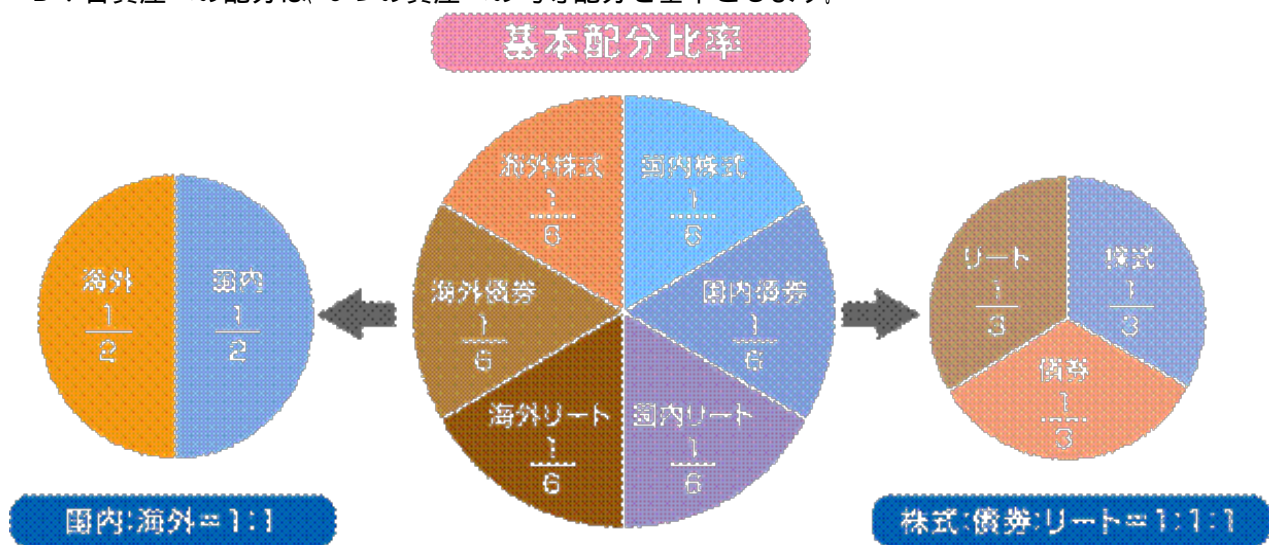 基本配分比率
海外株式
1/6
国内株式
1/6
海外債券
1/6
国内債券
1/6
海外リート
1/6
国内リート
1/6
海外
1/2
国内
1/2
国内:海外=1:1
リート
1/3
株式
1/3
債券
1/3
株式:債券:リート=1:1:1